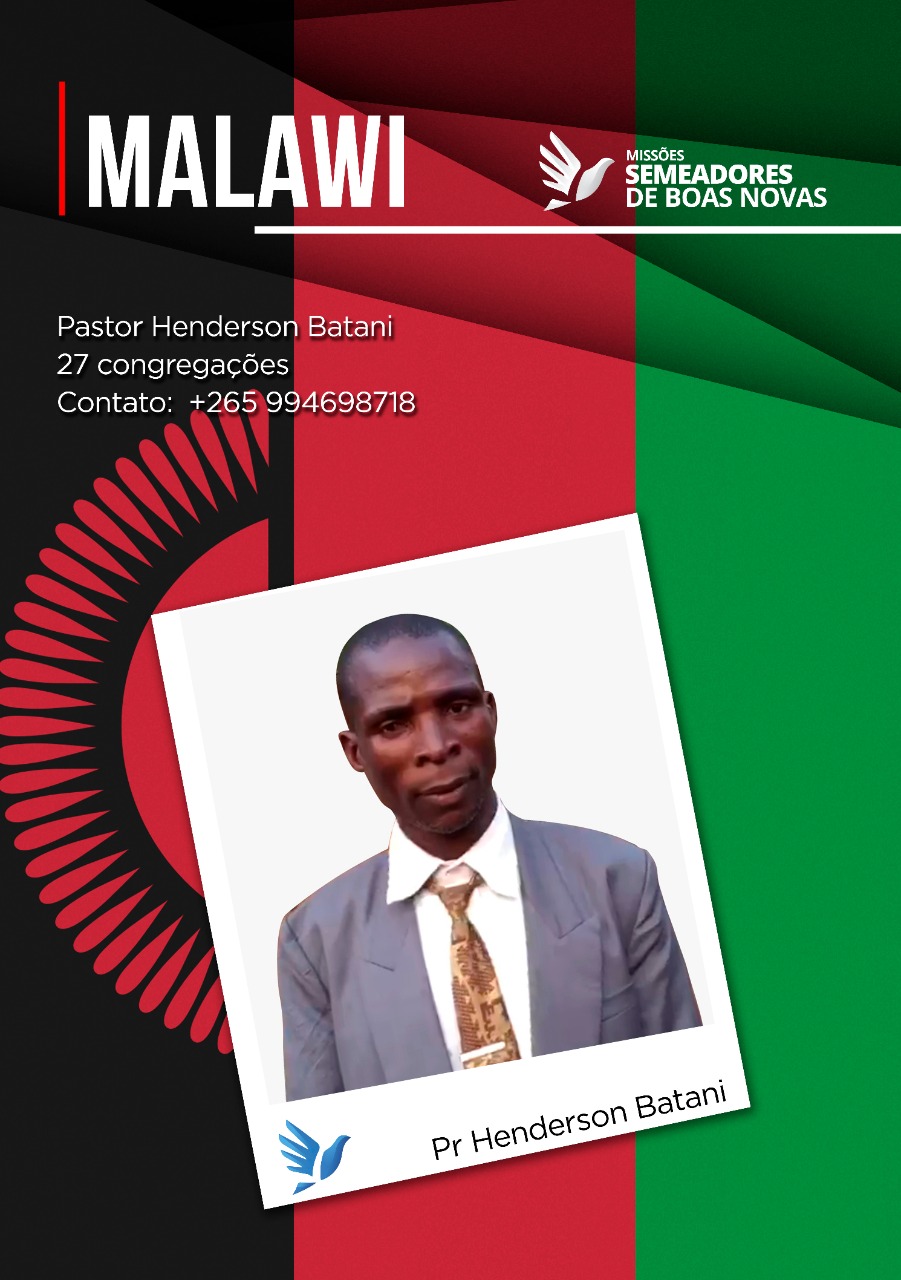 MALAWI
MISSÕES
SEMEADORES
DE BOAS NOVAS
Pastor Henderson Batani
27 congregações
Contato: +265 994698718
Pr Henderson Batani